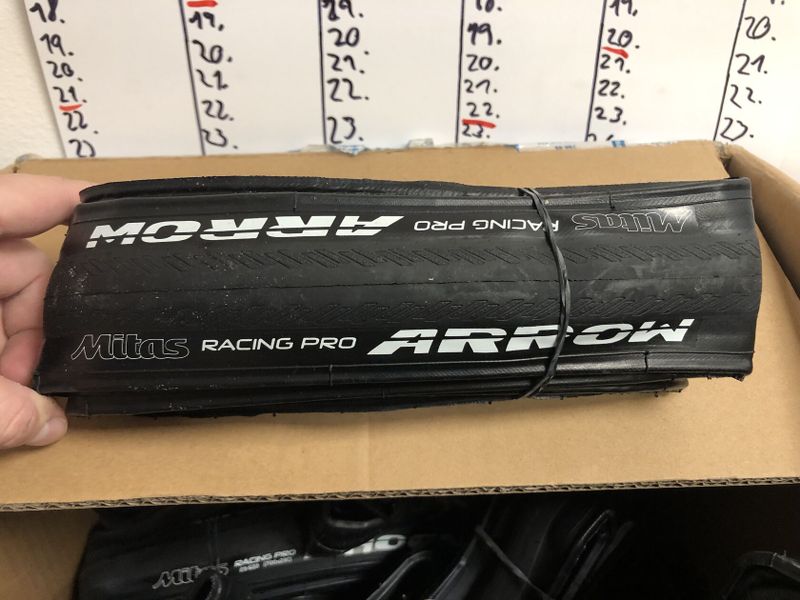 18. 19. 18. 19.
19. 19. 20. 19. 20. 20.
20. 20. 21. 20. 21. 21.
21. 21. 22. 21. 22. 22.
22. 22. 23. 22. 23. 23.
23 23. 23.
Mitas RACING PRO ARROW
Mitas RACING PRO ARROW
Mitas RACING PRO